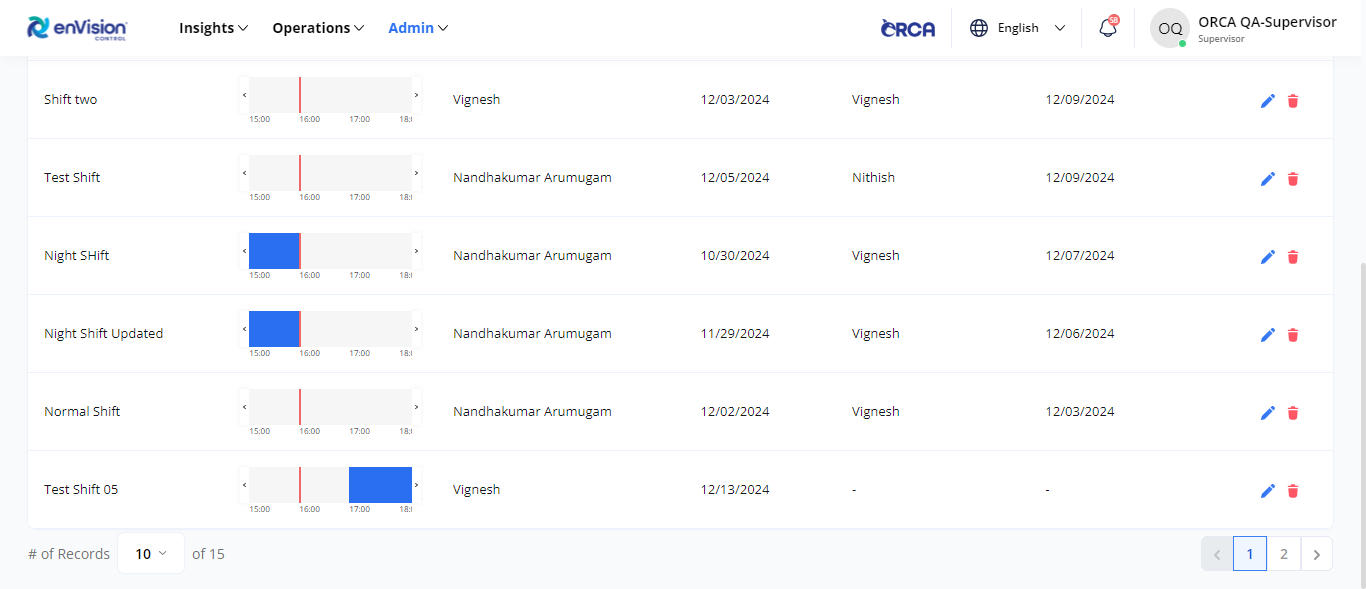 enVision CONTROL Insights Operations Admin ORCA English 58 OQ ORCA QA-Supervisor Supervisor
Shift two ‹ › 15:00 16:00 17:00 18: Vignesh 12/03/2024 Vignesh 12/09/2024
Test Shift ‹ › 15:00 16:00 17:00 18: Nandhakumar Arumugam 12/05/2024 Nithish 12/09/2024
Night SHift ‹ › 15:00 16:00 17:00 18: Nandhakumar Arumugam 10/30/2024 Vignesh 12/07/2024
Night Shift Updated ‹ › 15:00 16:00 17:00 18: Nandhakumar Arumugam 11/29/2024 Vignesh 12/06/2024
Normal Shift ‹ › 15:00 16:00 17:00 18: Nandhakumar Arumugam 12/02/2024 Vignesh 12/03/2024
Test Shift 05 ‹ › 15:00 16:00 17:00 18: Vignesh 12/13/2024 - -
# of Records 10 of 15 ‹ 1 2 ›